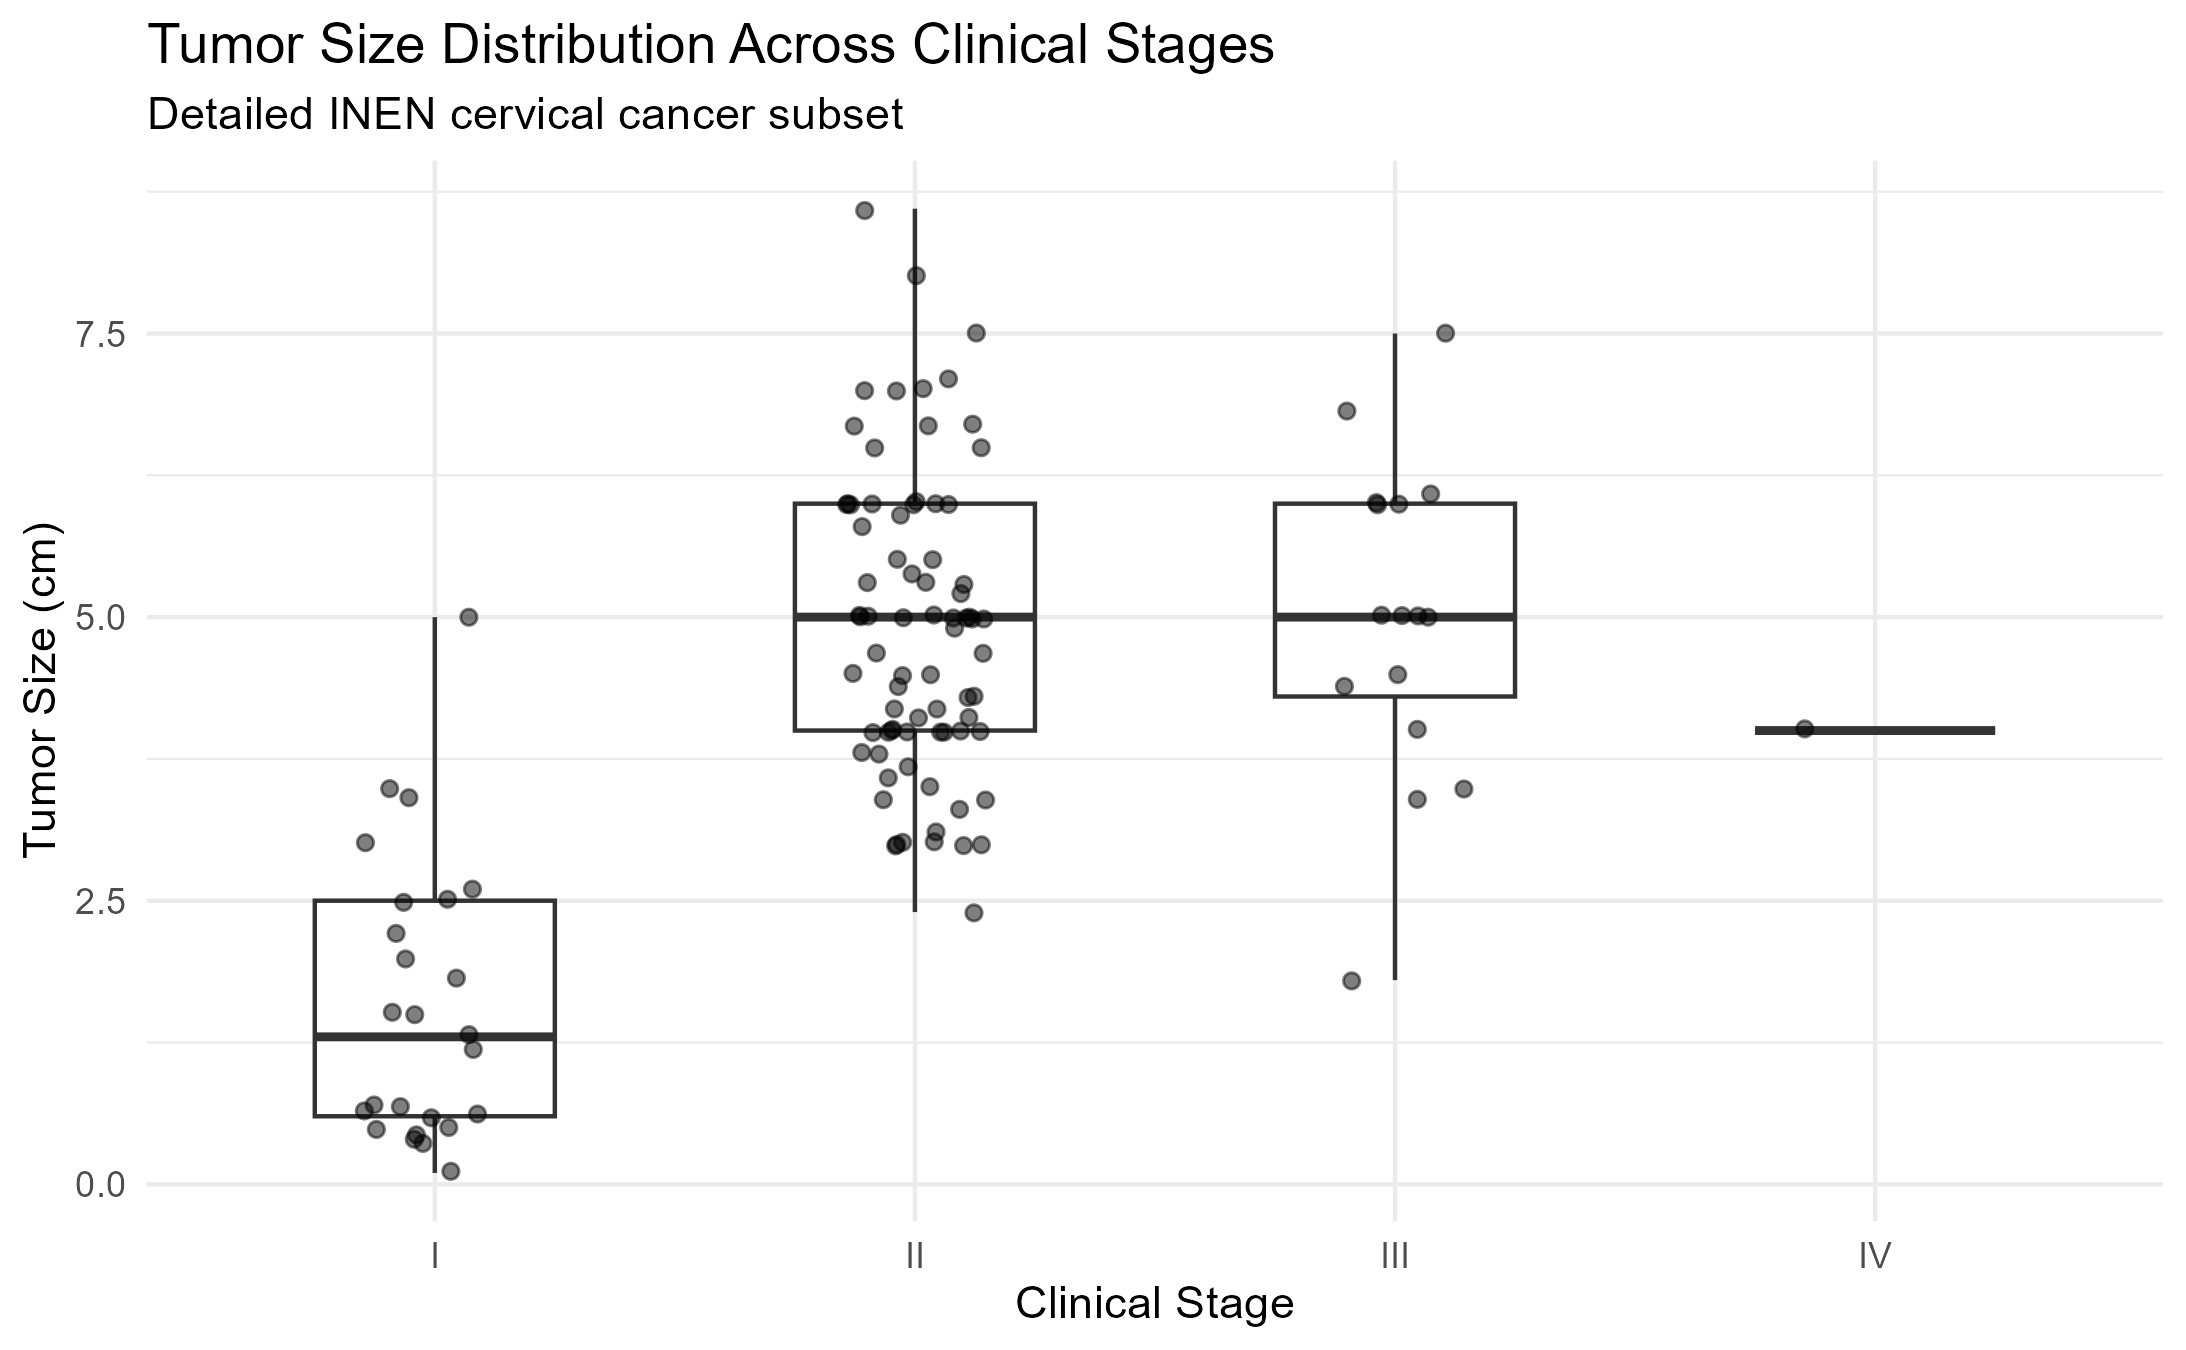 Tumor Size Distribution Across Clinical Stages
Detailed INEN cervical cancer subset
Tumor Size (cm)
7.5
5.0
2.5
0.0
I II III IV
Clinical Stage